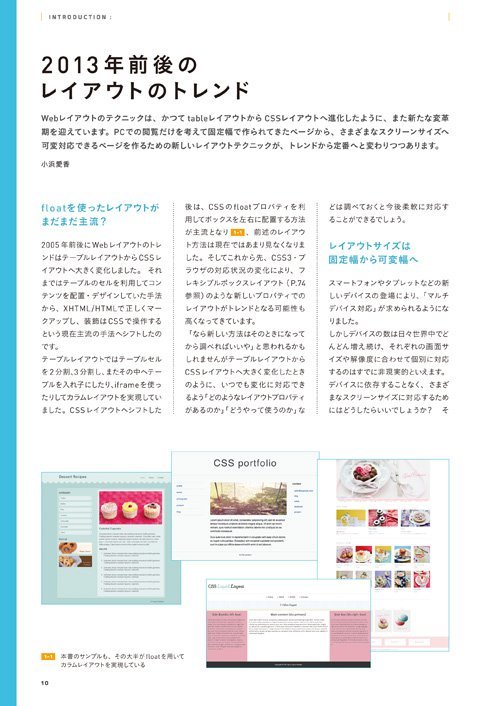 INTRODUCTION :
2013年前後の
レイアウトのトレンド
Webレイアウトのテクニックは、かつてtableレイアウトからCSSレイアウトへ進化したように、また新たな変革
期を迎えています。PCでの閲覧だけを考えて固定幅で作られてきたページから、さまざまなスクリーンサイズへ
可変対応できるページを作るための新しいレイアウトテクニックが、トレンドから定番へと変わりつつあります。
小浜愛香
floatを使ったレイアウトが
まだまだ主流？
2005年前後にWebレイアウトのトレ
ンドはテーブルレイアウトからCSSレ
イアウトへ大きく変化しました。それ
まではテーブルのセルを利用してコン
テンツを配置・デザインしていた手法
から、XHTML/HTMLで正しくマー
クアップし、装飾はCSSで操作する
という現在主流の手法へシフトしたの
です。
テーブルレイアウトではテーブルセル
を2分割、3分割し、またその中へテー
ブルを入れ子にしたり、iframeを使っ
たりしてカラムレイアウトを実現してい
ました。CSSレイアウトへシフトした
後は、CSSのfloatプロパティを利
用してボックスを左右に配置する方法
が主流となり 1-1 、前述のレイアウ
ト方法は現在ではあまり見なくなりま
した。そしてこれから先、CSS3・ブ
ラウザの対応状況の変化により、フ
レキシブルボックスレイアウト（P.74
参照）のような新しいプロパティでの
レイアウトがトレンドとなる可能性も
高くなってきています。
「なら新しい方法はそのときになって
から調べればいいや」と思われるかも
しれませんがテーブルレイアウトから
CSSレイアウトへ大きく変化したとき
のように、いつでも変化に対応でき
るよう「どのようなレイアウトプロパティ
があるのか」「どうやって使うのか」な
どは調べておくと今後柔軟に対応す
ることができるでしょう。
レイアウトサイズは
固定幅から可変幅へ
スマートフォンやタブレットなどの新
しいデバイスの登場により、「マルチ
デバイス対応」が求められるようにな
りました。
しかしデバイスの数は日々世界中でど
んどん増え続け、それぞれの画面サ
イズや解像度に合わせて個別に対応
するのはすでに非現実的といえます。
デバイスに依存することなく、さまざ
まなスクリーンサイズに対応するため
にはどうしたらいいでしょうか？ そ
Dessert Recipes
CSS portfolio
CSS Layout Elegant
Main content (this element)
1-1 本書のサンプルも、その大半がfloatを用いて
カラムレイアウトを実現している
10